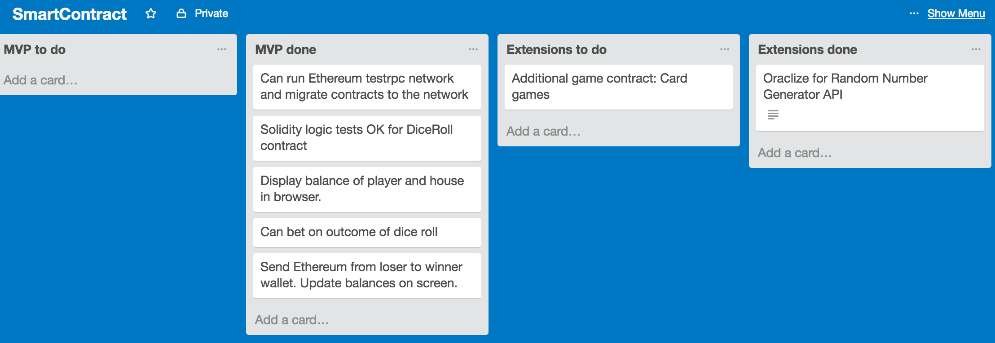 SmartContract Private ... Show Menu
MVP to do ...
Add a card...
MVP done ...
Can run Ethereum testrpc network
and migrate contracts to the network
Solidity logic tests OK for DiceRoll
contract
Display balance of player and house
in browser.
Can bet on outcome of dice roll
Send Ethereum from loser to winner
wallet. Update balances on screen.
Add a card...
Extensions to do ...
Additional game contract: Card
games
Add a card...
Extensions done ...
Oraclize for Random Number
Generator API
Add a card...